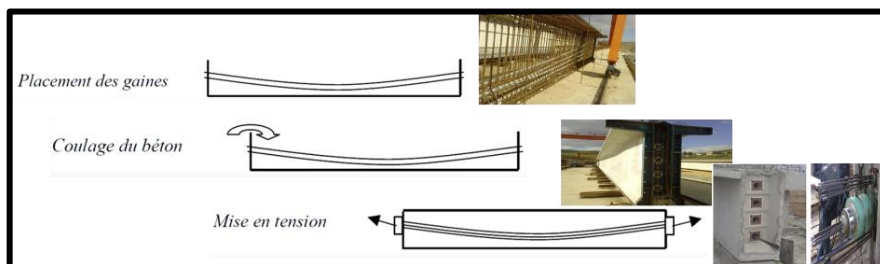 Placement des gaines
Coulage du béton
Mise en tension